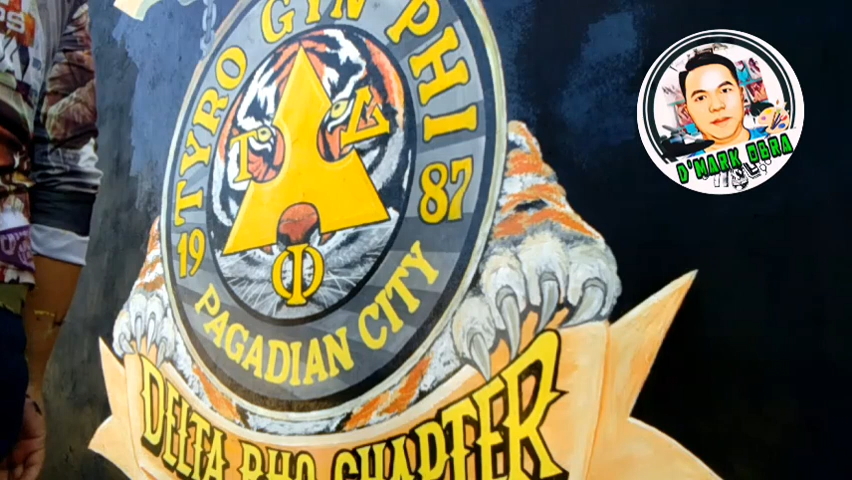 TYRO GYN PHI
19 87
Τ Δ
Φ
PAGADIAN CITY
DELTA RHO CHAPTER
D'MARK OBRA